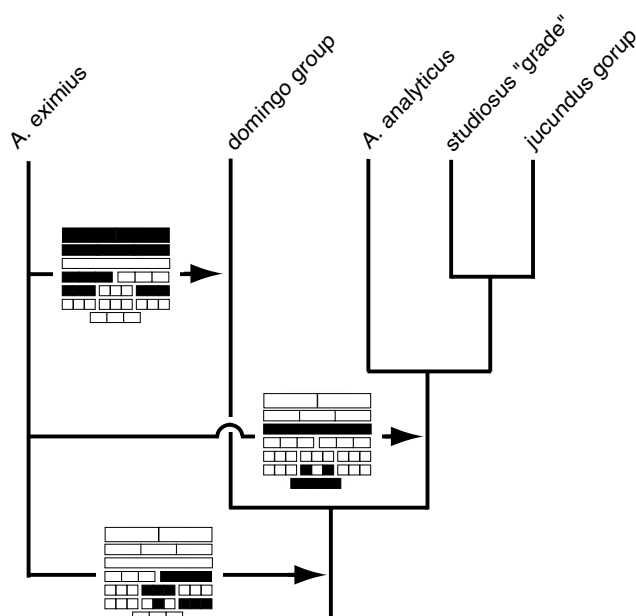 A. eximius
domingo group
A. analyticus
studiosus "grade"
jucundus gorup